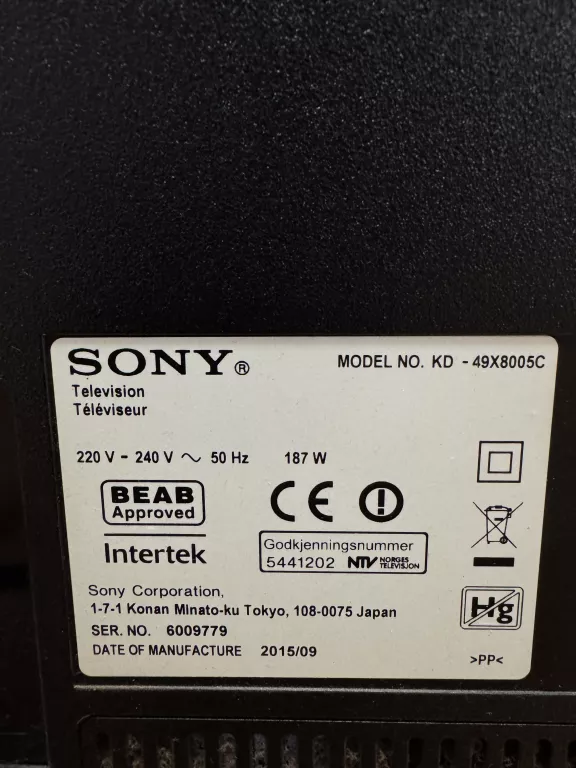 SONY®
MODEL NO. KD - 49X8005C
Television
Téléviseur
220 V - 240 V ~ 50 Hz 187 W
BEAB
Approved
Intertek
CE
Godkjenningsnummer
5441202 NTV NORGES
TELEVISJON
Sony Corporation,
1-7-1 Konan Minato-ku Tokyo, 108-0075 Japan
SER. NO. 6009779
DATE OF MANUFACTURE 2015/09
Hg
>PP<